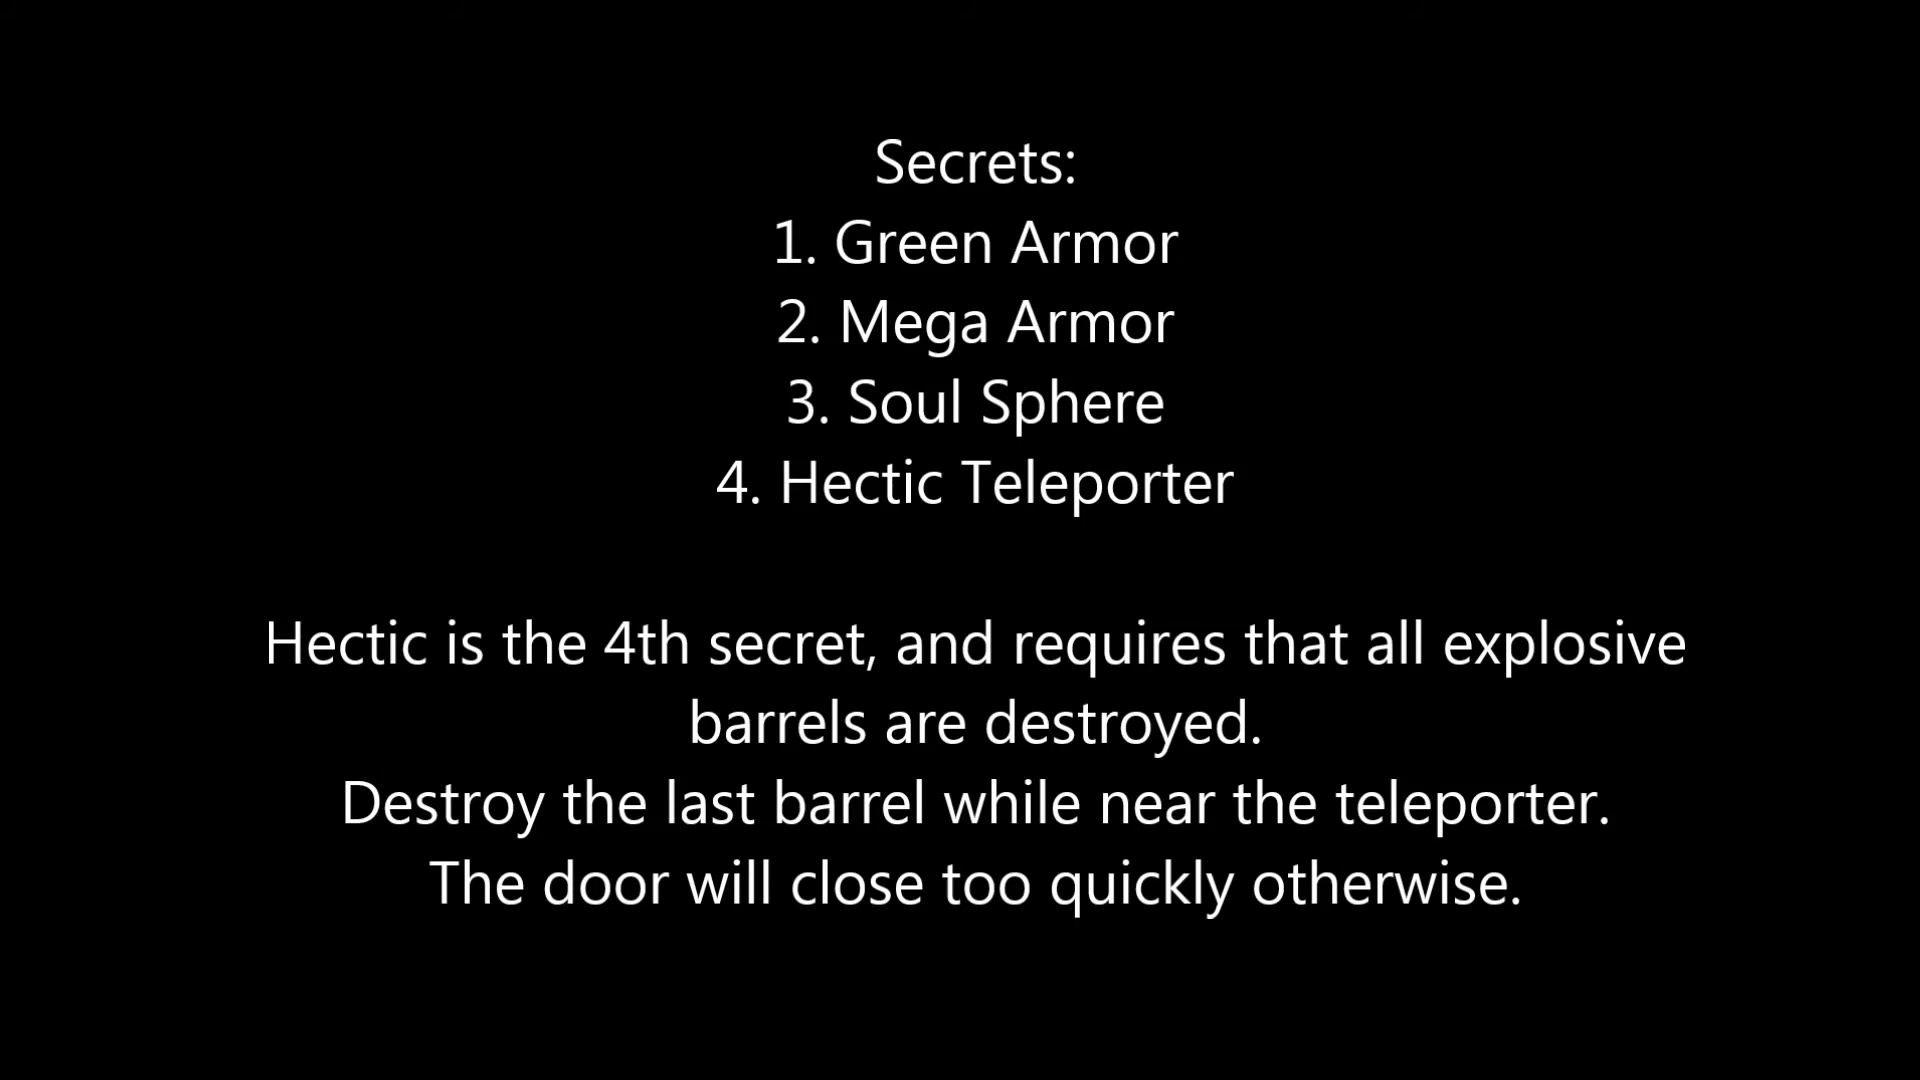 Secrets:
1. Green Armor
2. Mega Armor
3. Soul Sphere
4. Hectic Teleporter
Hectic is the 4th secret, and requires that all explosive
barrels are destroyed.
Destroy the last barrel while near the teleporter.
The door will close too quickly otherwise.